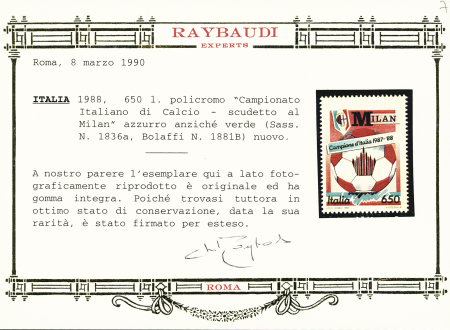 RAYBAUDI
EXPERTS
Roma, 8 marzo 1990
ITALIA 1988, 650 l. policromo "Campionato
Italiano di Calcio - scudetto al
Milan" azzurro anziché verde (Sass.
N. 1836a, Bolaffi N. 1881B) nuovo.
A nostro parere l'esemplare qui a lato foto-
graficamente riprodotto è originale ed ha
gomma integra. Poiché trovasi tuttora in
ottimo stato di conservazione, data la sua
rarità, è stato firmato per esteso.
MILAN
Campione d'Italia 1987-'88
Italia 650
ROMA